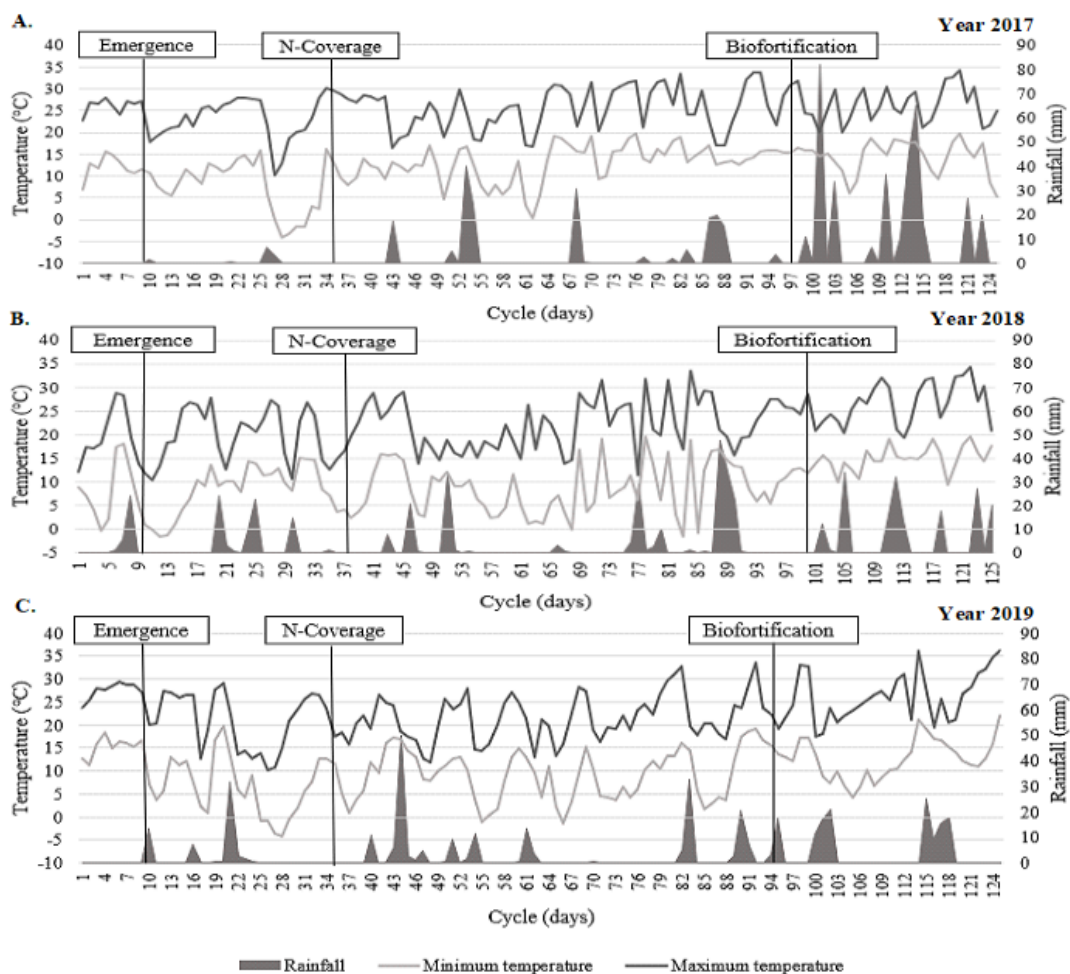 A.
Year 2017
Emergence
N-Coverage
Biofortification
Temperature (°C)
40
35
30
25
20
15
10
5
0
-5
-10
Rainfall (mm)
90
80
70
60
50
40
30
20
10
0
1 4 7 10 13 15 18 21 24 26 28 31 34 37 40 43 46 49 52 55 58 61 64 67 70 73 76 79 82 85 88 91 94 97 100 103 106 109 112 115 118 121 124
Cycle (days)
B.
Year 2018
Emergence
N-Coverage
Biofortification
Temperature (°C)
40
35
30
25
20
15
10
5
0
-5
Rainfall (mm)
90
80
70
60
50
40
30
20
10
0
1 5 9 13 17 21 25 29 33 37 41 45 49 53 57 61 65 69 73 77 81 85 89 93 97 101 105 109 113 117 121 125
Cycle (days)
C.
Year 2019
Emergence
N-Coverage
Biofortification
Temperature (°C)
40
35
30
25
20
15
10
5
0
-5
-10
Rainfall (mm)
90
80
70
60
50
40
30
20
10
0
1 4 7 10 13 16 19 22 25 28 31 34 37 40 43 46 49 52 55 58 61 64 67 70 73 76 79 82 85 88 91 94 97 100 103 106 109 112 115 118 121 124
Cycle (days)
Rainfall Minimum temperature Maximum temperature